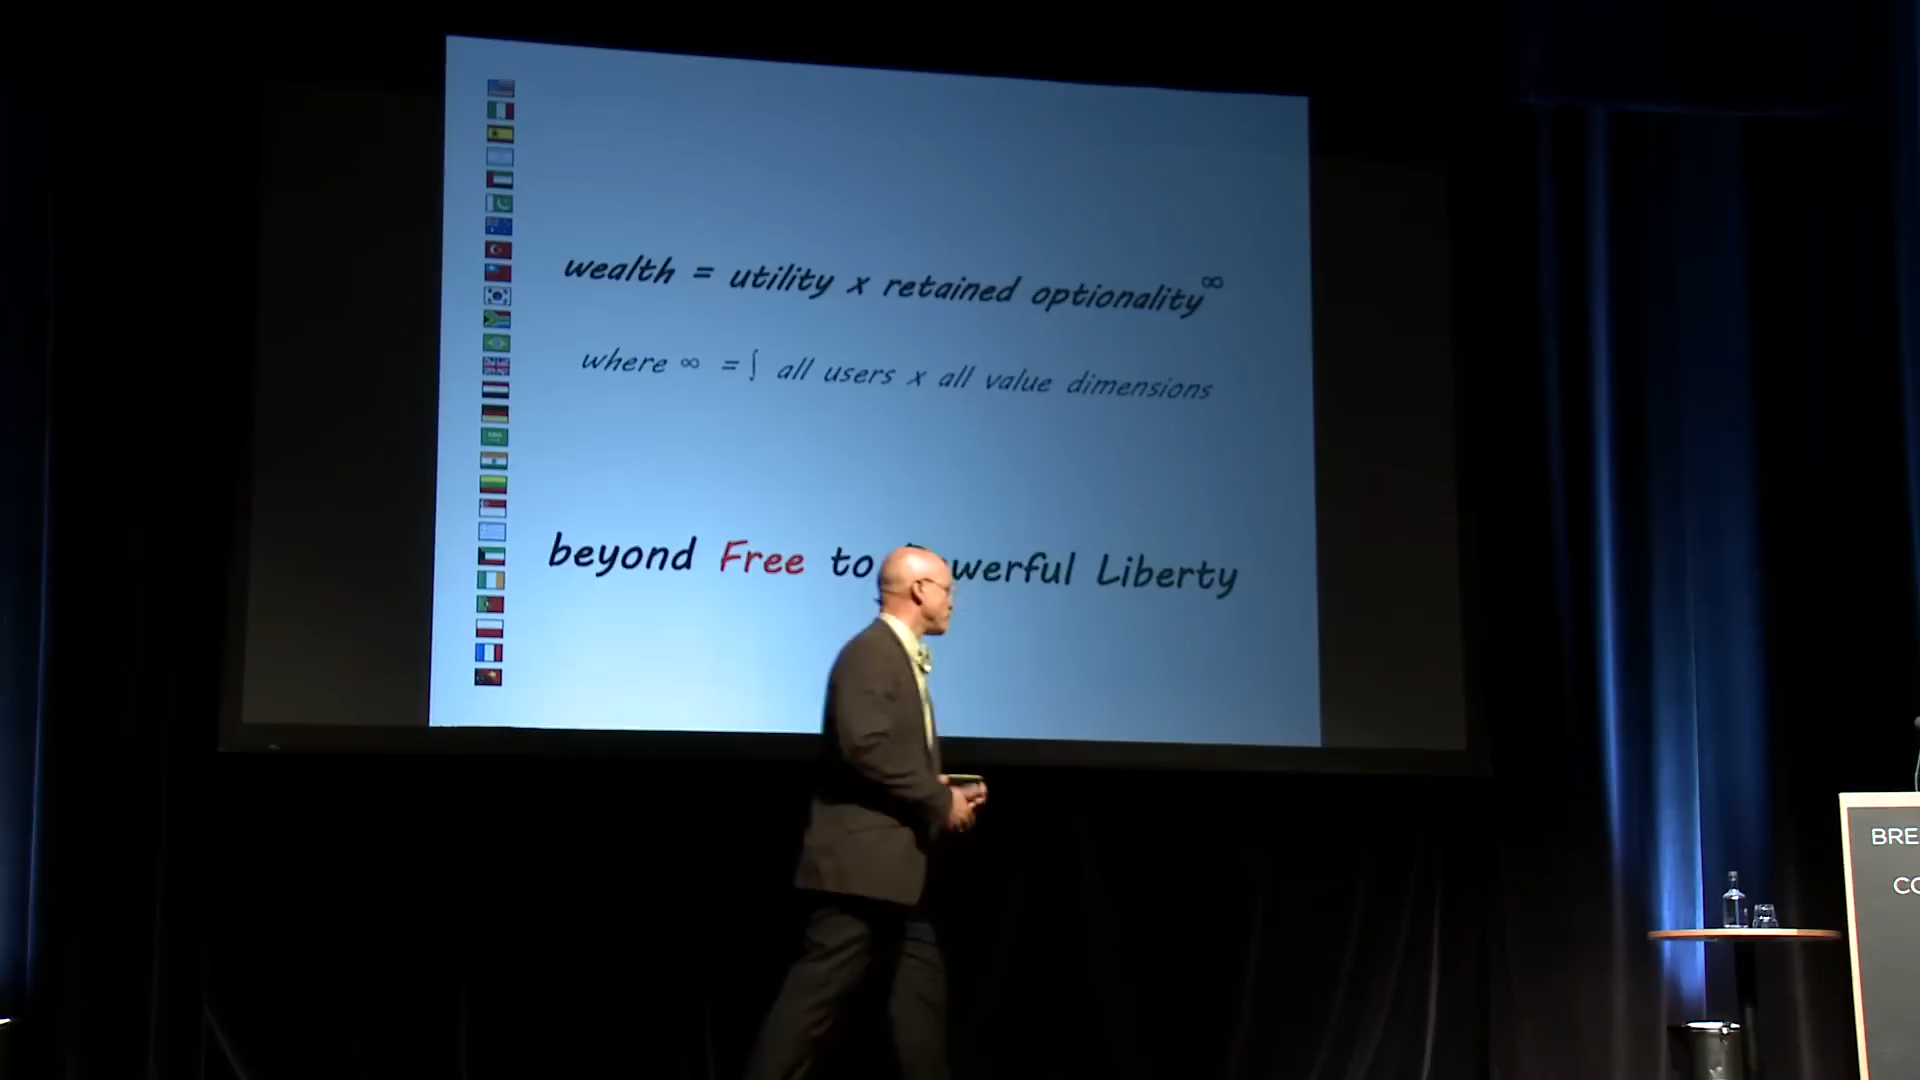 wealth = utility x retained optionality∞
where ∞ = ∫ all users x all value dimensions
beyond Free to werful Liberty
BRE
CO